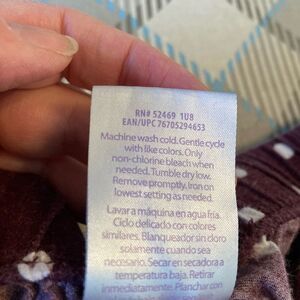 RN# 52469 1U8
EAN/UPC 76705294653
Machine wash cold. Gentle cycle
with like colors. Only
non-chlorine bleach when
needed. Tumble dry low.
Remove promptly. Iron on
lowest setting as needed.
Lavar a máquina en agua fria.
Ciclo delicado con colores
similares. Blanqueador sin cloro
solamente cuando sea
necesario. Secar en secadora a
temperatura baja. Retirar
inmediatamente. Planchar con